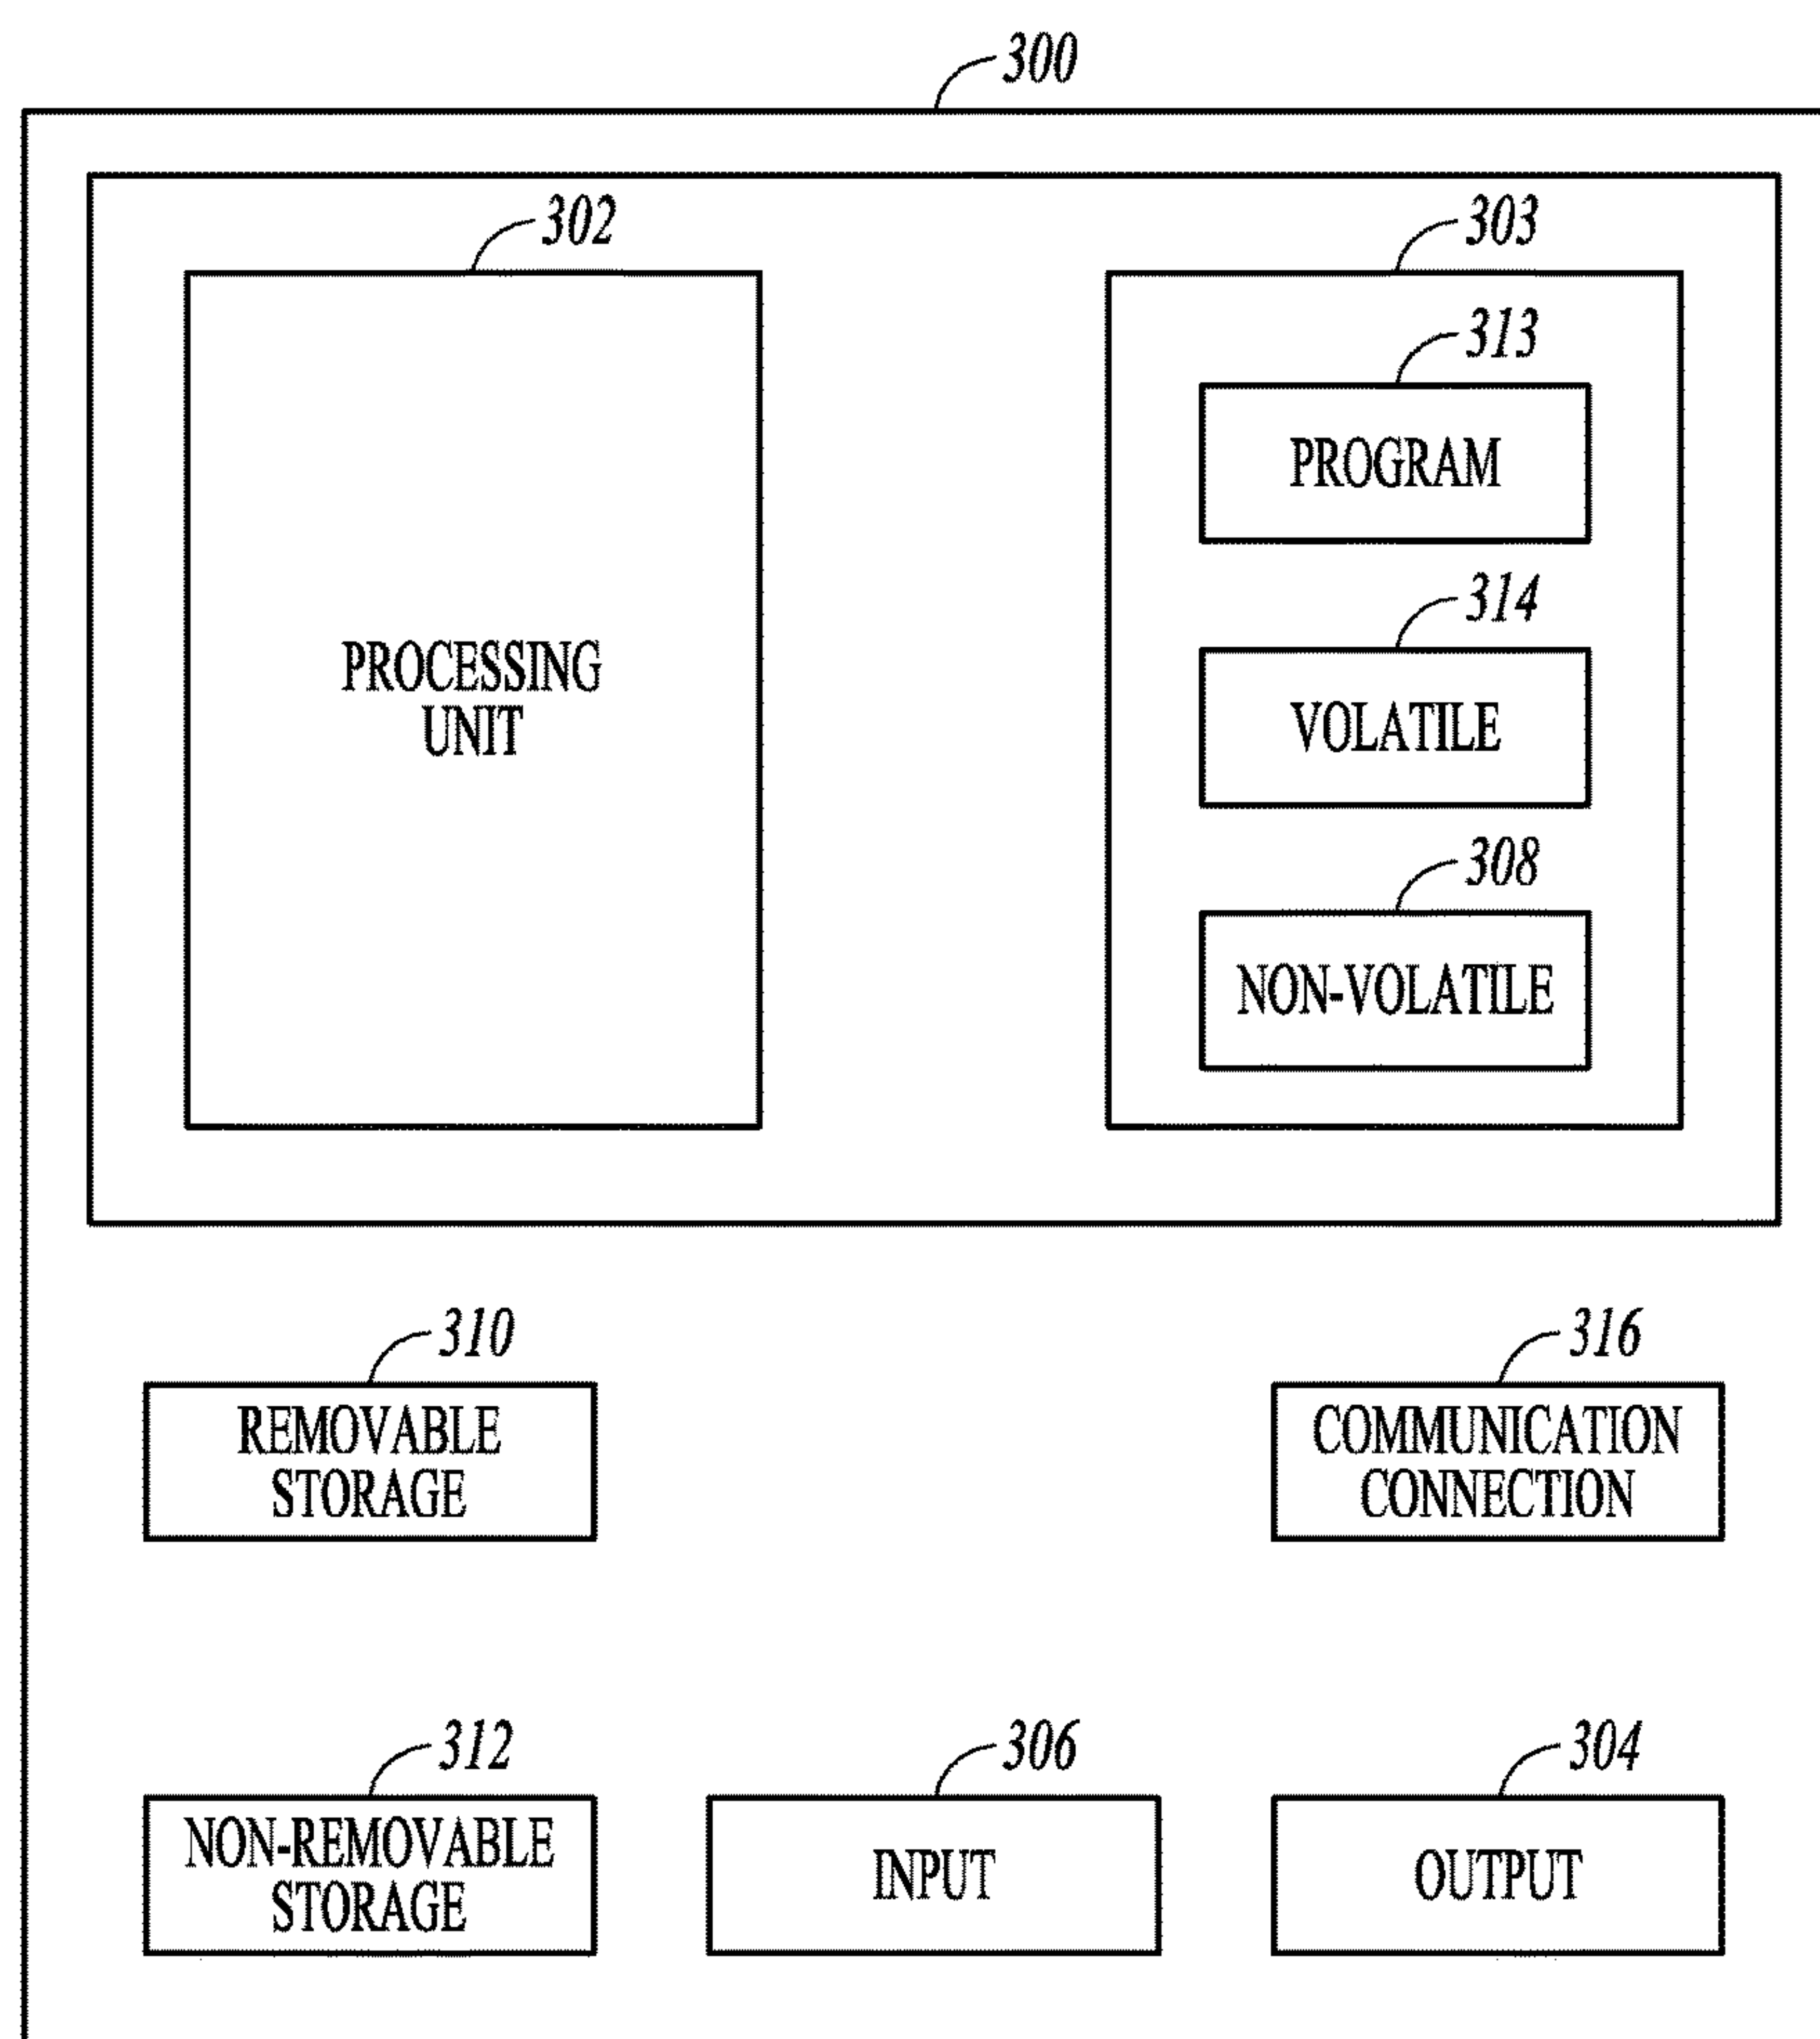 300
302
303
313
PROGRAM
314
VOLATILE
PROCESSING
UNIT
308
NON-VOLATILE
310
REMOVABLE
STORAGE
316
COMMUNICATION
CONNECTION
312
NON-REMOVABLE
STORAGE
306
INPUT
304
OUTPUT